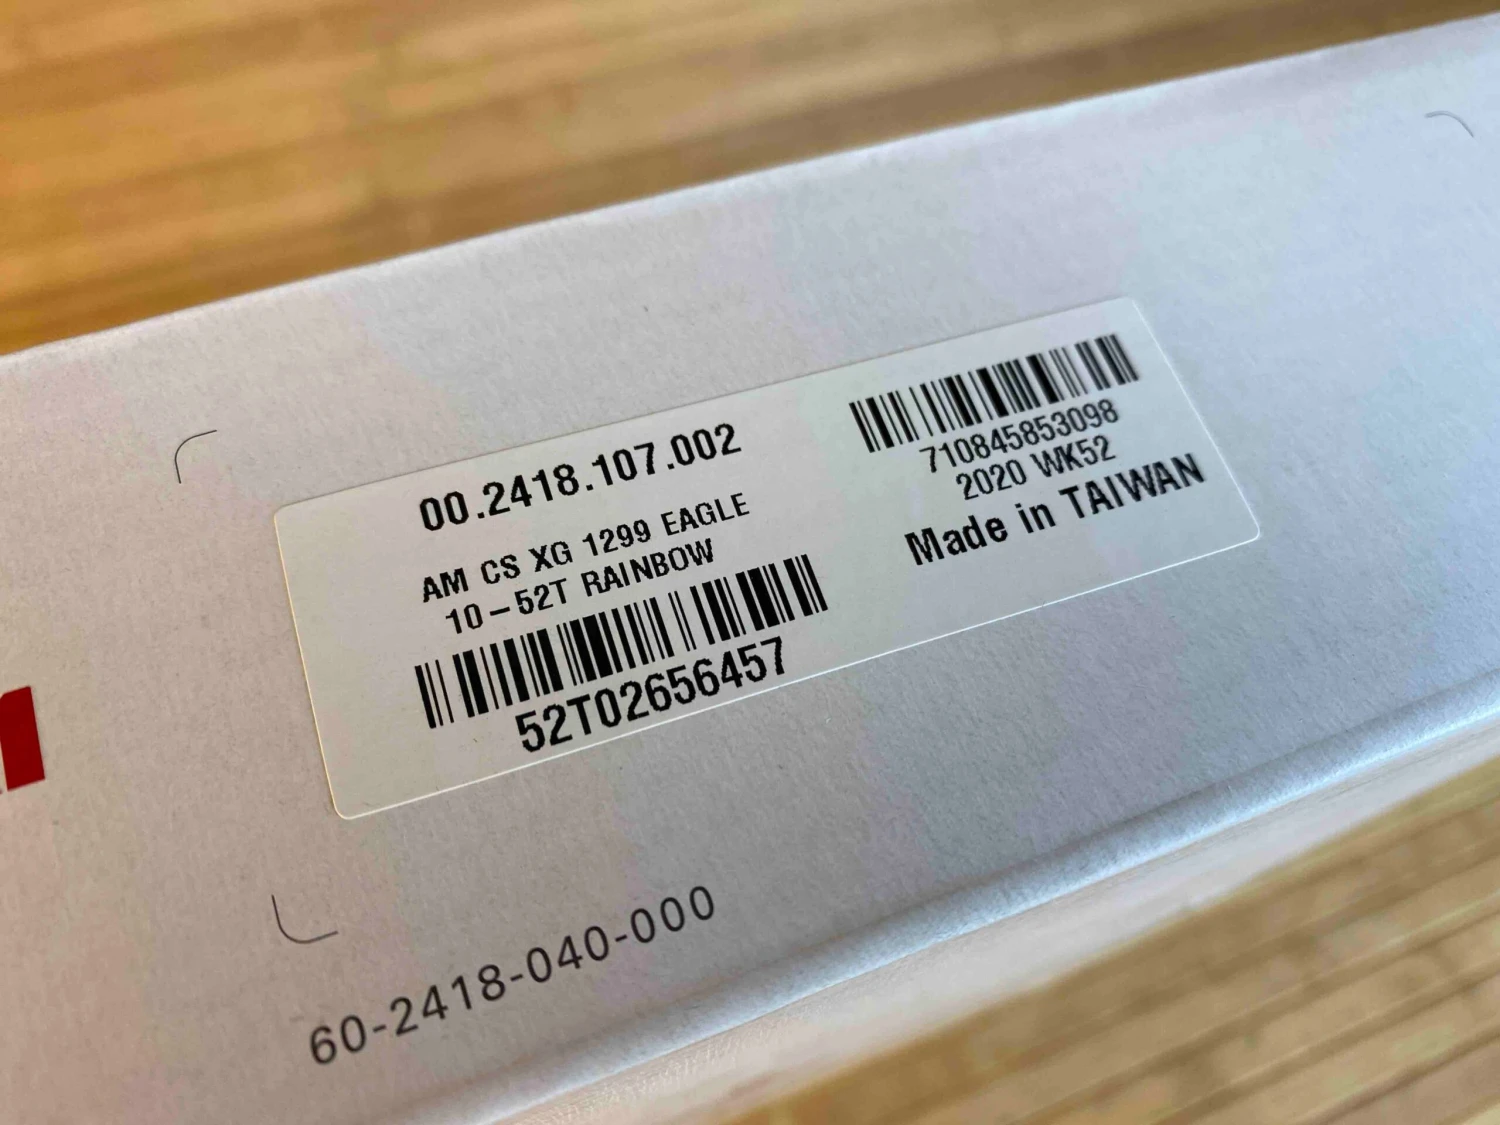 00.2418.107.002
AM CS XG 1299 EAGLE
10-52T RAINBOW
52T02656457
710845853098
2020 WK52
Made in TAIWAN
60-2418-040-000